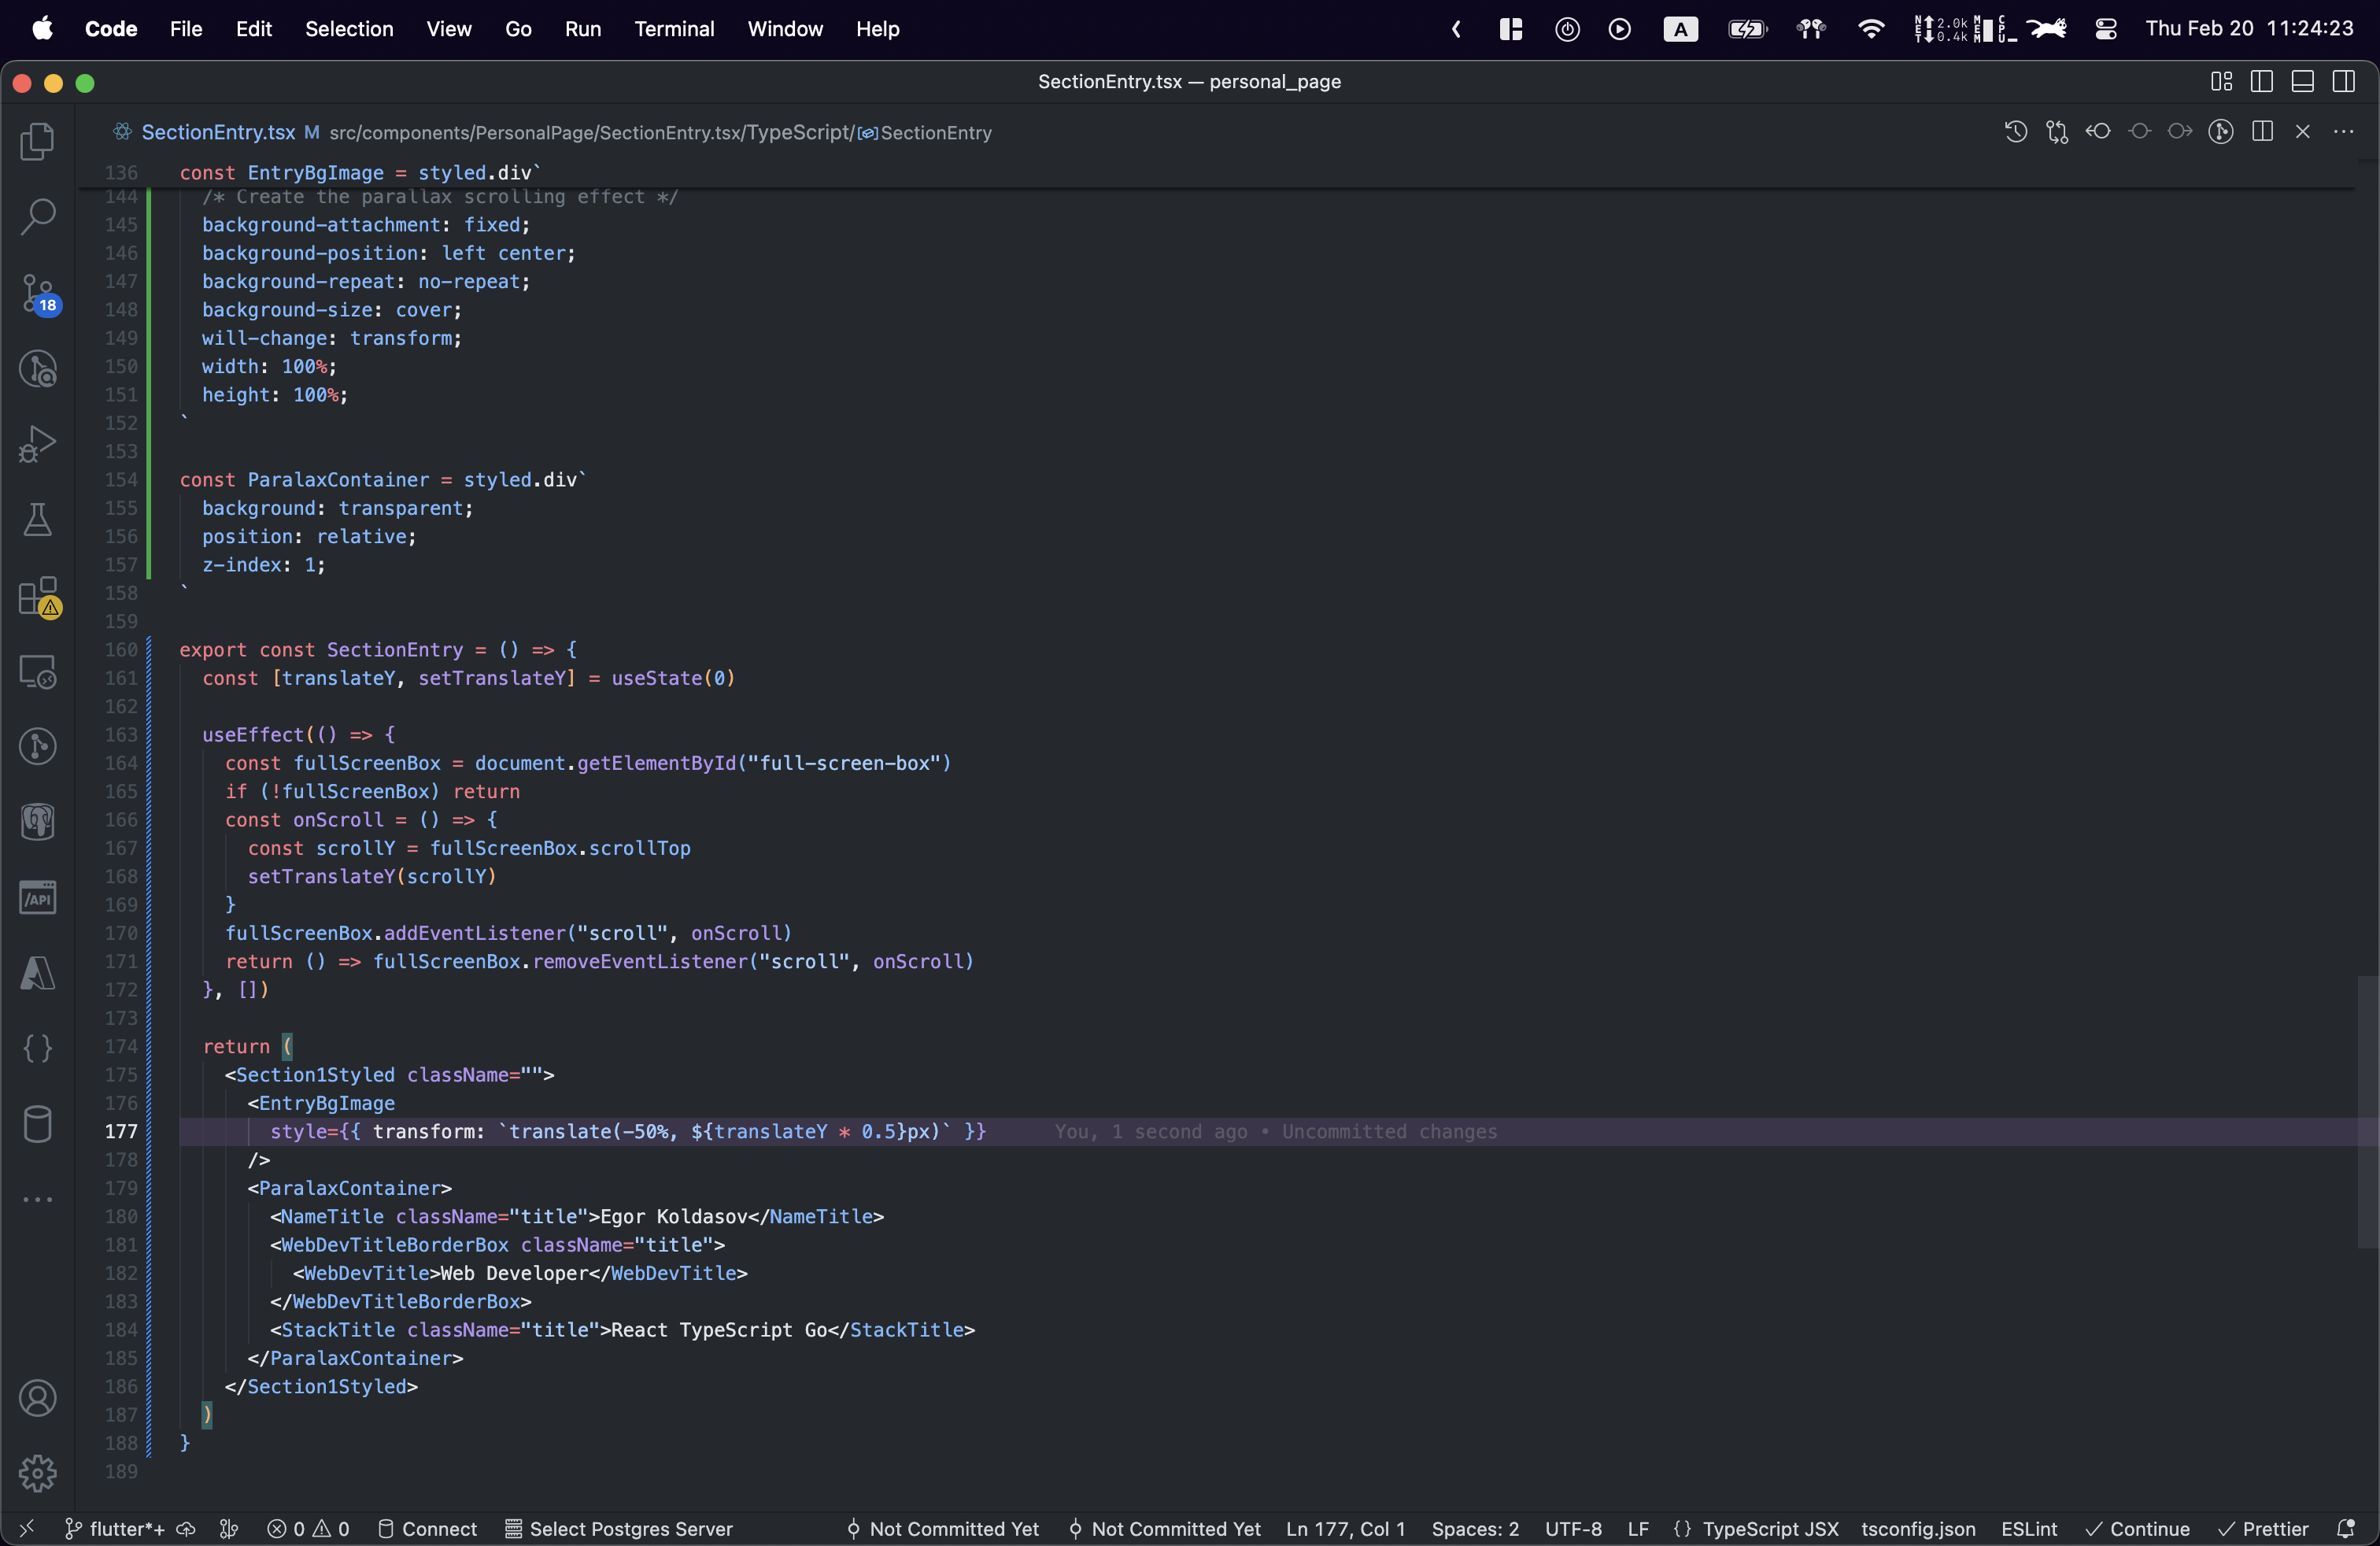 Code File Edit Selection View Go Run Terminal Window Help A NET 2.0k 0.4k MEM CPU Thu Feb 20 11:24:23
SectionEntry.tsx — personal_page
SectionEntry.tsx M src/components/PersonalPage/SectionEntry.tsx/TypeScript/SectionEntry
136 const EntryBgImage = styled.div`
144 /* Create the parallax scrolling effect */
145 background-attachment: fixed;
146 background-position: left center;
147 background-repeat: no-repeat;
148 background-size: cover;
149 will-change: transform;
150 width: 100%;
151 height: 100%;
152 `
153
154 const ParalaxContainer = styled.div`
155 background: transparent;
156 position: relative;
157 z-index: 1;
158 `
159
160 export const SectionEntry = () => {
161 const [translateY, setTranslateY] = useState(0)
162
163 useEffect(() => {
164 const fullScreenBox = document.getElementById("full-screen-box")
165 if (!fullScreenBox) return
166 const onScroll = () => {
167 const scrollY = fullScreenBox.scrollTop
168 setTranslateY(scrollY)
169 }
170 fullScreenBox.addEventListener("scroll", onScroll)
171 return () => fullScreenBox.removeEventListener("scroll", onScroll)
172 }, [])
173
174 return (
175 <Section1Styled className="">
176 <EntryBgImage
177 style={{ transform: `translate(-50%, ${translateY * 0.5}px)` }} You, 1 second ago • Uncommitted changes
178 />
179 <ParalaxContainer>
180 <NameTitle className="title">Egor Koldasov</NameTitle>
181 <WebDevTitleBorderBox className="title">
182 <WebDevTitle>Web Developer</WebDevTitle>
183 </WebDevTitleBorderBox>
184 <StackTitle className="title">React TypeScript Go</StackTitle>
185 </ParalaxContainer>
186 </Section1Styled>
187 )
188 }
189
18
/API
flutter*+ 0 0 Connect Select Postgres Server Not Committed Yet Not Committed Yet Ln 177, Col 1 Spaces: 2 UTF-8 LF {} TypeScript JSX tsconfig.json ESLint Continue Prettier